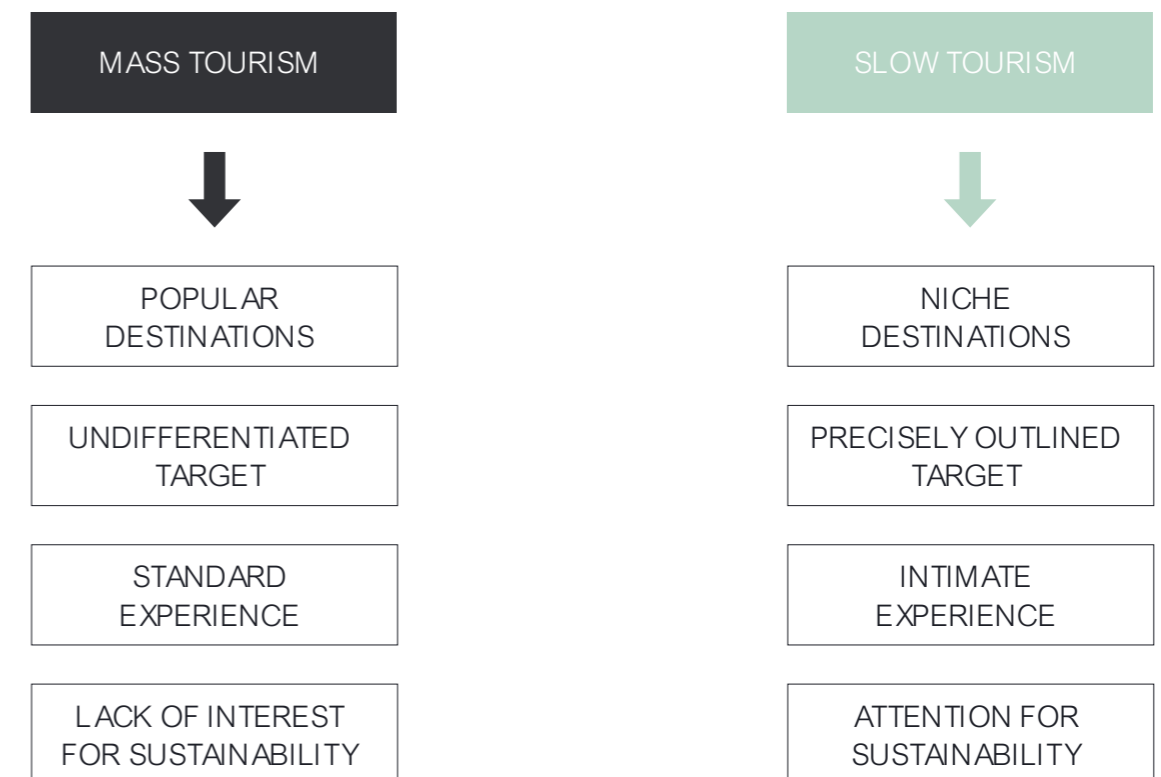 MASS TOURISM
POPULAR
DESTINATIONS
UNDIFFERENTIATED
TARGET
STANDARD
EXPERIENCE
LACK OF INTEREST
FOR SUSTAINABILITY
SLOW TOURISM
NICHE
DESTINATIONS
PRECISELY OUTLINED
TARGET
INTIMATE
EXPERIENCE
ATTENTION FOR
SUSTAINABILITY